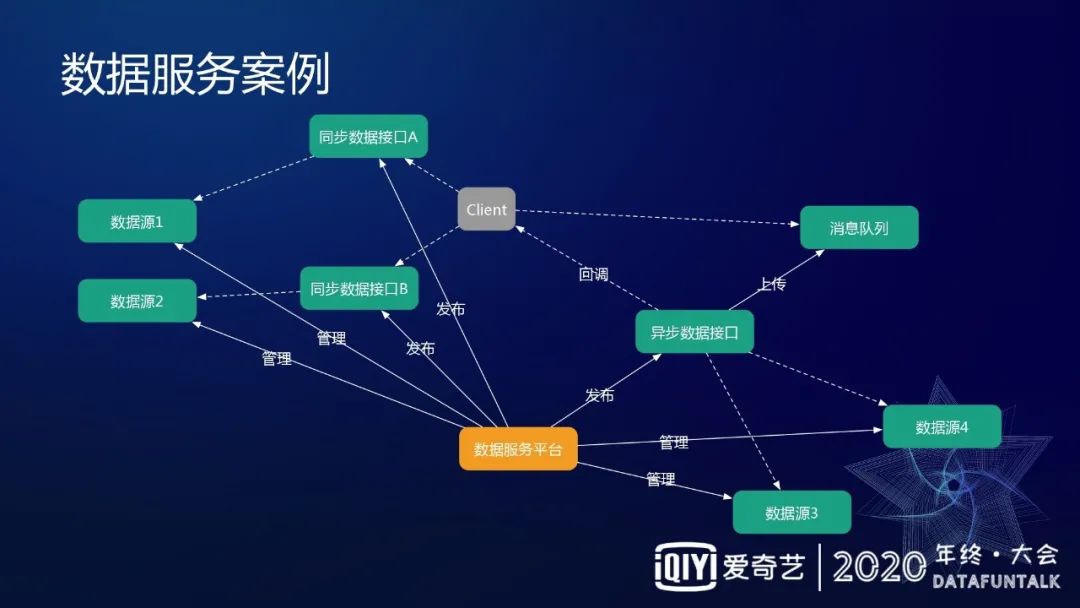 数据服务案例
同步数据接口A
Client
数据源1
消息队列
回调
同步数据接口B
数据源2
上传
发布
异步数据接口
管理
发布
管理
发布
数据源4
管理
数据服务平台
管理
数据源3
iQIYI 爱奇艺
2020 年终·大会
DATAFUNTALK